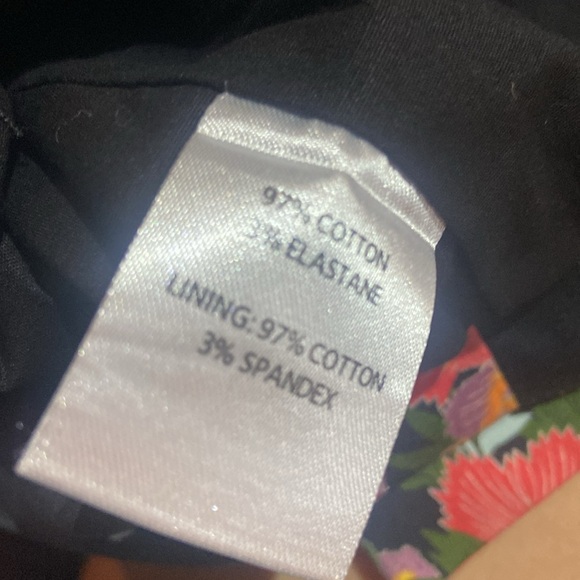 97% COTTON
3% ELASTANE
LINING: 97% COTTON
3% SPANDEX